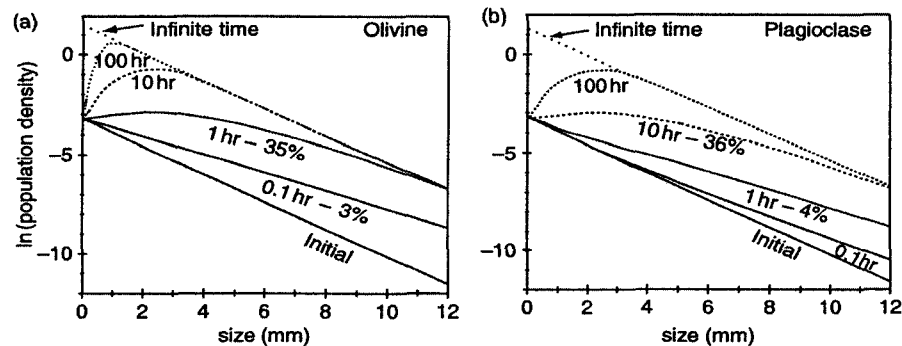 (a)
Infinite time
Olivine
100 hr
10 hr
1 hr – 35%
0.1 hr – 3%
Initial
ln (population density)
0
−5
−10
0 2 4 6 8 10 12
size (mm)
(b)
Infinite time
Plagioclase
100 hr
10 hr – 36%
1 hr – 4%
0.1 hr
Initial
0
−5
−10
0 2 4 6 8 10 12
size (mm)